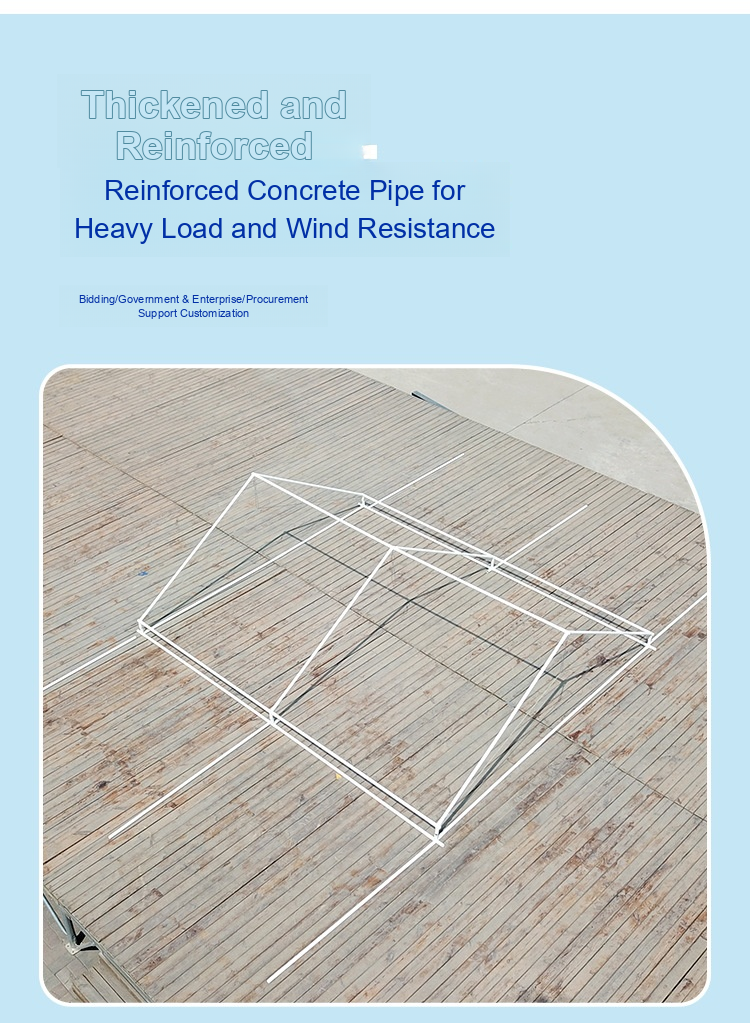 Thickened and
Reinforced
Reinforced Concrete Pipe for
Heavy Load and Wind Resistance
Bidding/Government & Enterprise/Procurement
Support Customization